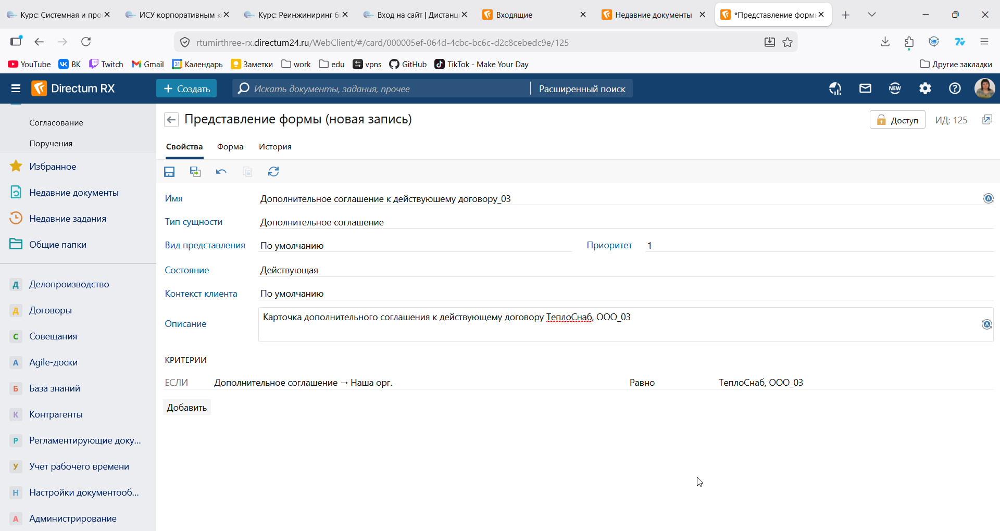 Курс: Системная и про
ИСУ корпоративным к
Курс: Реинжиниринг б
Вход на сайт | Дистанц
Входящие
Недавние документы
*Представление форм
rtumirthree-rx.directum24.ru/WebClient/#/card/000005ef-064d-4cbc-bc6c-d2c8cebedc9e/125
YouTube
ВК
Twitch
Gmail
31
Календарь
Заметки
work
edu
vpns
GitHub
TikTok - Make Your Day
Другие закладки
Directum RX
+ Создать
Искать документы, задания, прочее
Расширенный поиск
NEW
Согласование
Поручения
Избранное
Недавние документы
Недавние задания
Общие папки
Д Делопроизводство
Д Договоры
С Совещания
А Agile-доски
Б База знаний
К Контрагенты
Р Регламентирующие доку...
У Учет рабочего времени
Н Настройки документооб...
А Администрирование
Представление формы (новая запись)
Доступ
ИД: 125
Свойства
Форма
История
Имя
Дополнительное соглашение к действуюшему договору_03
Тип сущности
Дополнительное соглашение
Вид представления
По умолчанию
Приоритет
1
Состояние
Действующая
Контекст клиента
По умолчанию
Описание
Карточка дополнительного соглашения к действующему договору ТеплоСнаб, ООО_03
КРИТЕРИИ
ЕСЛИ
Дополнительное соглашение → Наша орг.
Равно
ТеплоСнаб, ООО_03
Добавить